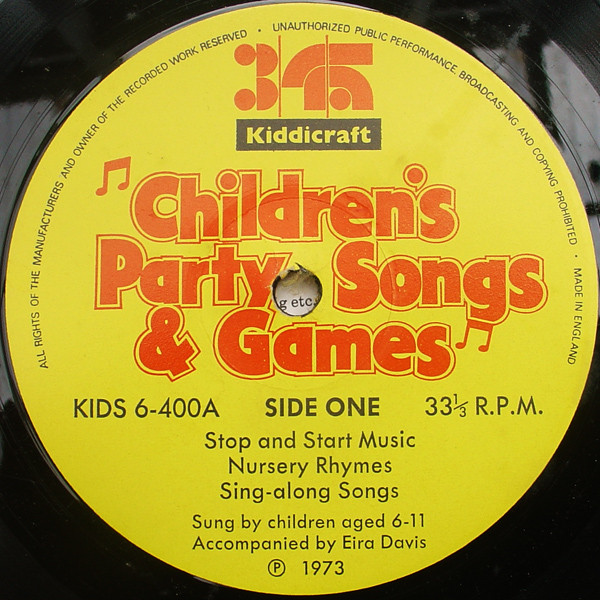 ALL RIGHTS OF THE MANUFACTURERS AND OWNER OF THE RECORDED WORK RESERVED • UNAUTHORIZED PUBLIC PERFORMANCE BROADCASTING AND COPYING PROHIBITED • MADE IN ENGLAND
Kiddicraft
Children's
Party Songs
g etc.
& Games
KIDS 6-400A SIDE ONE 33⅓ R.P.M.
Stop and Start Music
Nursery Rhymes
Sing-along Songs
Sung by children aged 6-11
Accompanied by Eira Davis
℗ 1973